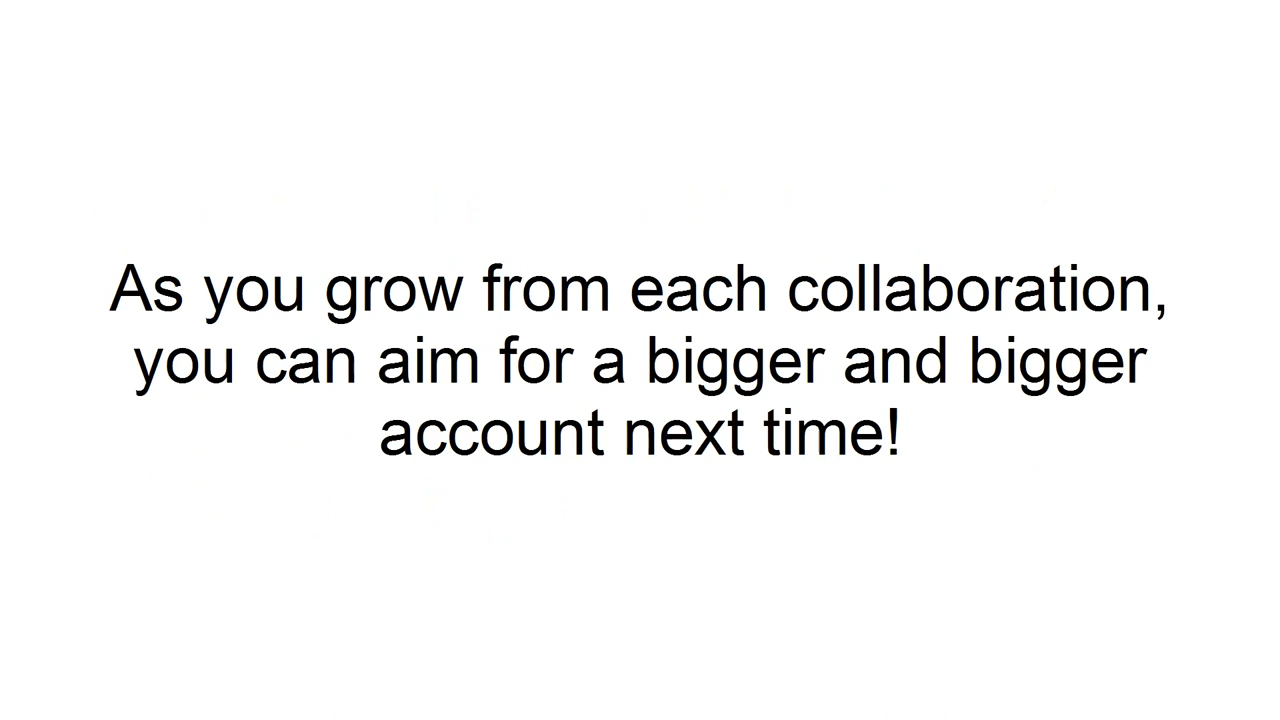 As you grow from each collaboration,
you can aim for a bigger and bigger
account next time!